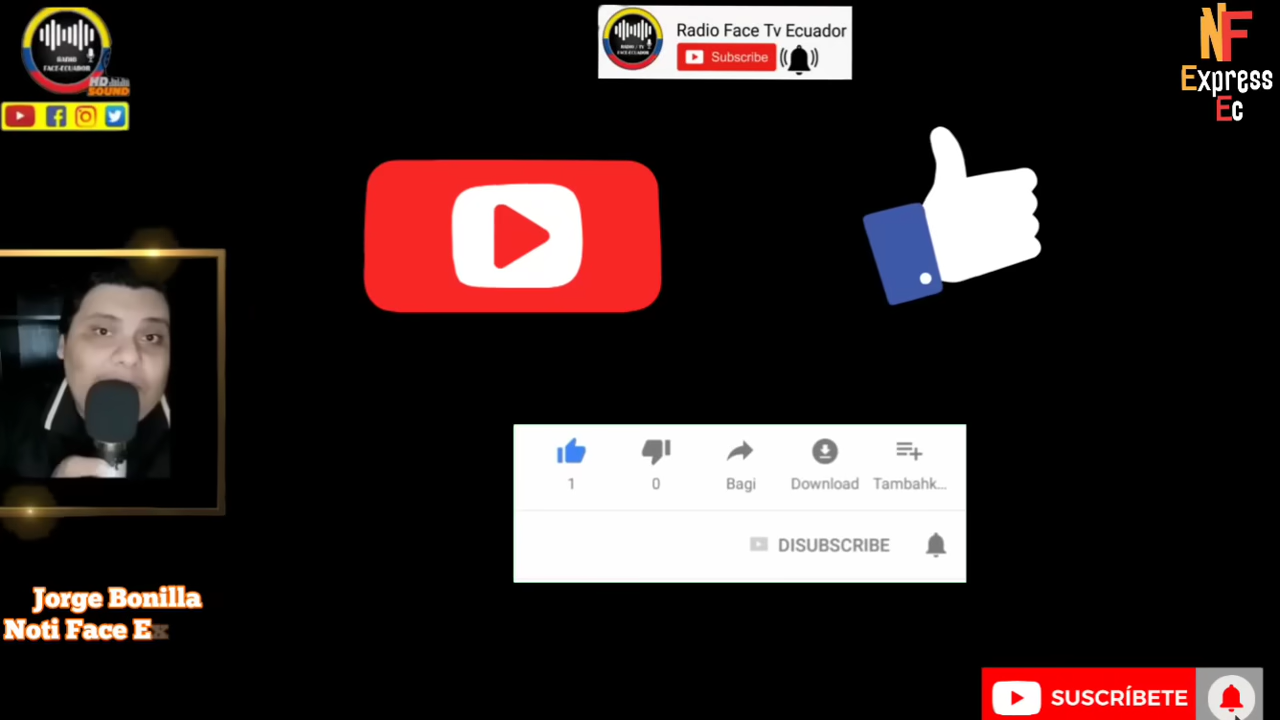 RADIO
FACE-ECUADOR
HD
SOUND
Radio Face Tv Ecuador
RADIO / TV
FACE-ECUADOR
Subscribe
NF
Express
Ec
1
0
Bagi
Download
Tambahk...
DISUBSCRIBE
Jorge Bonilla
Noti Face Ex
SUSCRÍBETE